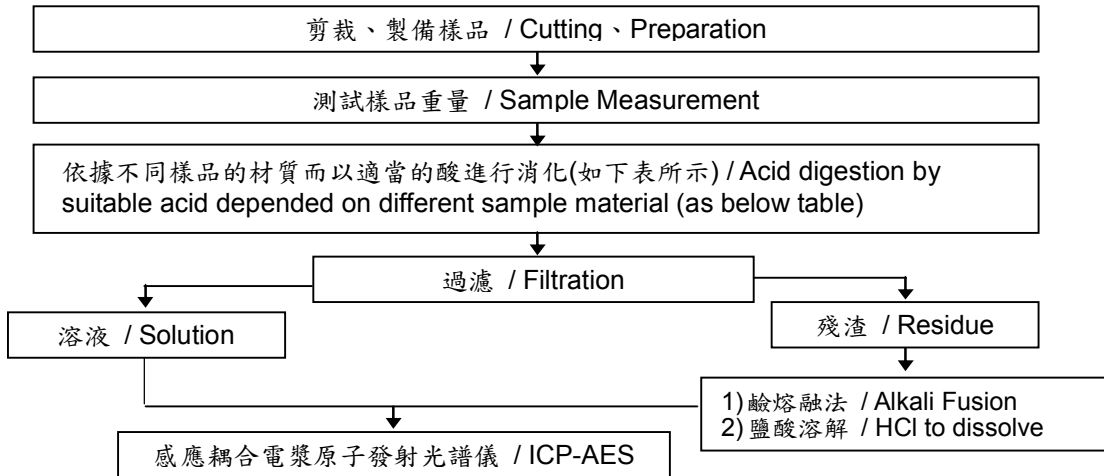 剪裁、製備樣品 / Cutting、Preparation
測試樣品重量 / Sample Measurement
依據不同樣品的材質而以適當的酸進行消化(如下表所示) / Acid digestion by
suitable acid depended on different sample material (as below table)
過濾 / Filtration
溶液 / Solution
殘渣 / Residue
1) 鹼熔融法 / Alkali Fusion
2) 鹽酸溶解 / HCl to dissolve
感應耦合電漿原子發射光譜儀 / ICP-AES